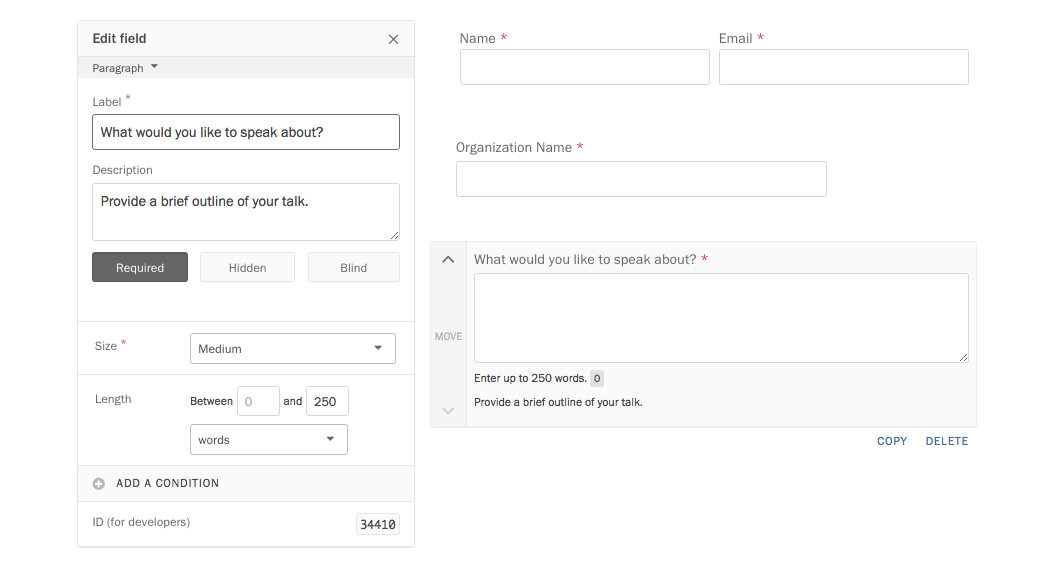 Edit field
Paragraph
Label *
What would you like to speak about?
Description
Provide a brief outline of your talk.
Required Hidden Blind
Size *
Medium
Length
Between 0 and 250
words
ADD A CONDITION
ID (for developers)
34410
Name * Email *
Organization Name *
What would you like to speak about? *
MOVE
Enter up to 250 words. 0
Provide a brief outline of your talk.
COPY DELETE